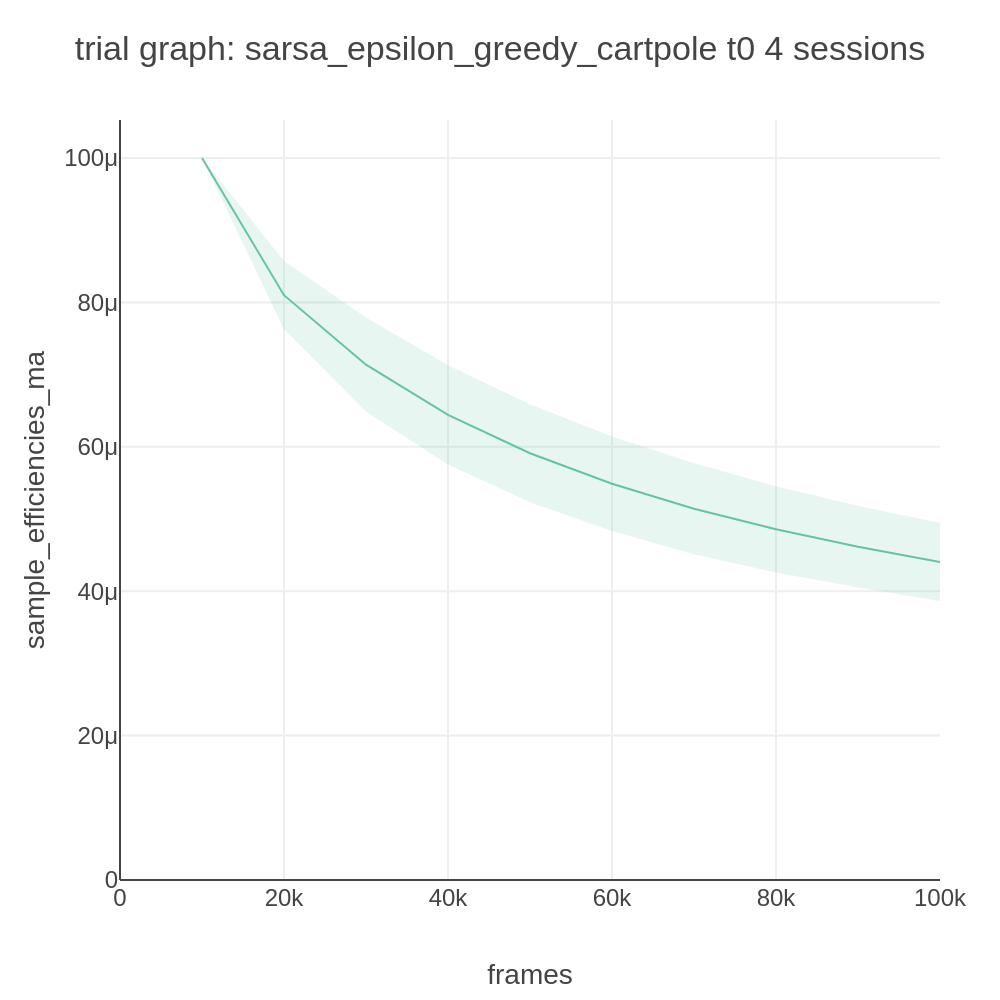 trial graph: sarsa_epsilon_greedy_cartpole t0 4 sessions
100μ
80μ
60μ
40μ
20μ
0
sample_efficiencies_ma
0 20k 40k 60k 80k 100k
frames